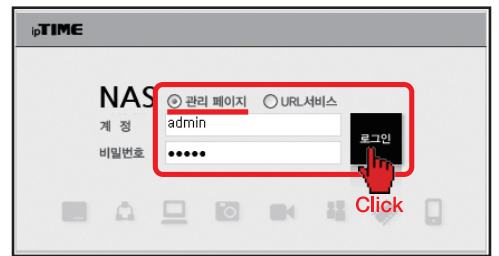 ipTIME
NAS
관리 페이지 URL서비스
계 정 admin
비밀번호 •••••
로그인
Click